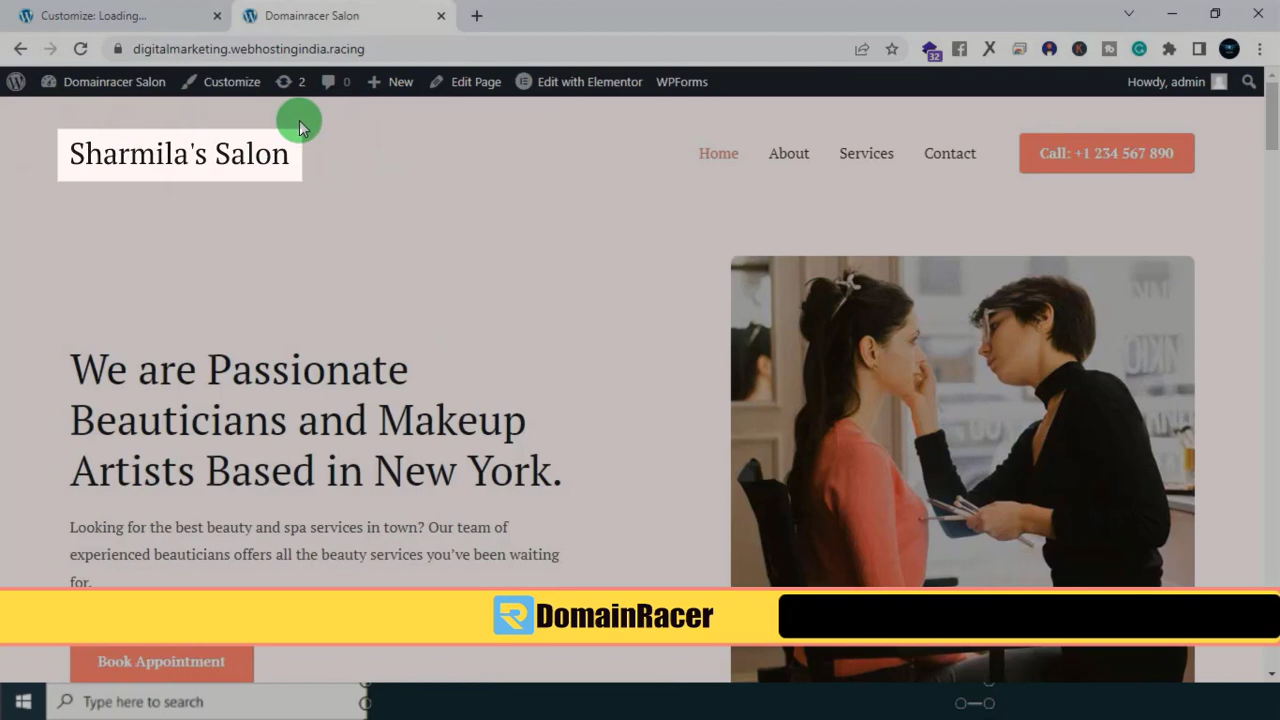 Customize: Loading...
Domainracer Salon
digitalmarketing.webhostingindia.racing
32
Domainracer Salon
Customize
2
0
New
Edit Page
Edit with Elementor
WPForms
Howdy, admin
Sharmila's Salon
Home
About
Services
Contact
Call: +1 234 567 890
We are Passionate
Beauticians and Makeup
Artists Based in New York.
Looking for the best beauty and spa services in town? Our team of
experienced beauticians offers all the beauty services you’ve been waiting
for.
DomainRacer
Book Appointment
Type here to search